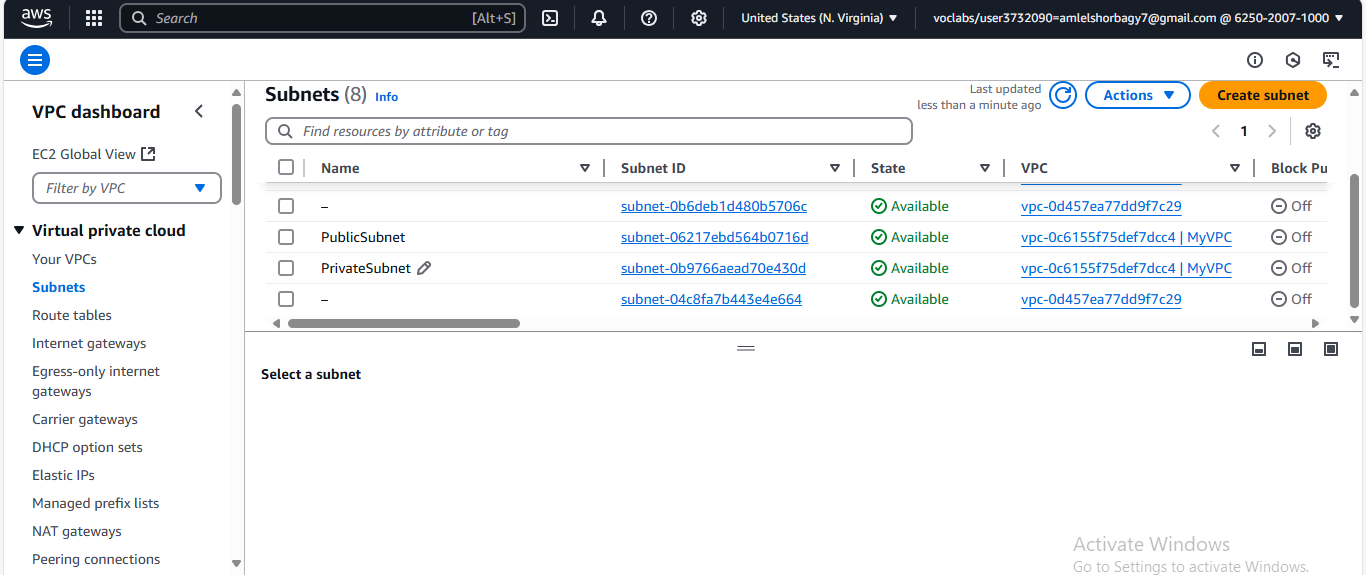 aws
Search [Alt+S] United States (N. Virginia) voclabs/user3732090=amlelshorbagy7@gmail.com @ 6250-2007-1000
VPC dashboard
EC2 Global View
Filter by VPC
Virtual private cloud
Your VPCs
Subnets
Route tables
Internet gateways
Egress-only internet
gateways
Carrier gateways
DHCP option sets
Elastic IPs
Managed prefix lists
NAT gateways
Peering connections
Subnets (8) Info
Last updated
less than a minute ago
Actions
Create subnet
Find resources by attribute or tag
1
Name Subnet ID State VPC Block Pu
– subnet-0b6deb1d480b5706c Available vpc-0d457ea77dd9f7c29 Off
PublicSubnet subnet-06217ebd564b0716d Available vpc-0c6155f75def7dcc4 | MyVPC Off
PrivateSubnet subnet-0b9766aead70e430d Available vpc-0c6155f75def7dcc4 | MyVPC Off
– subnet-04c8fa7b443e4e664 Available vpc-0d457ea77dd9f7c29 Off
Select a subnet
Activate Windows
Go to Settings to activate Windows.